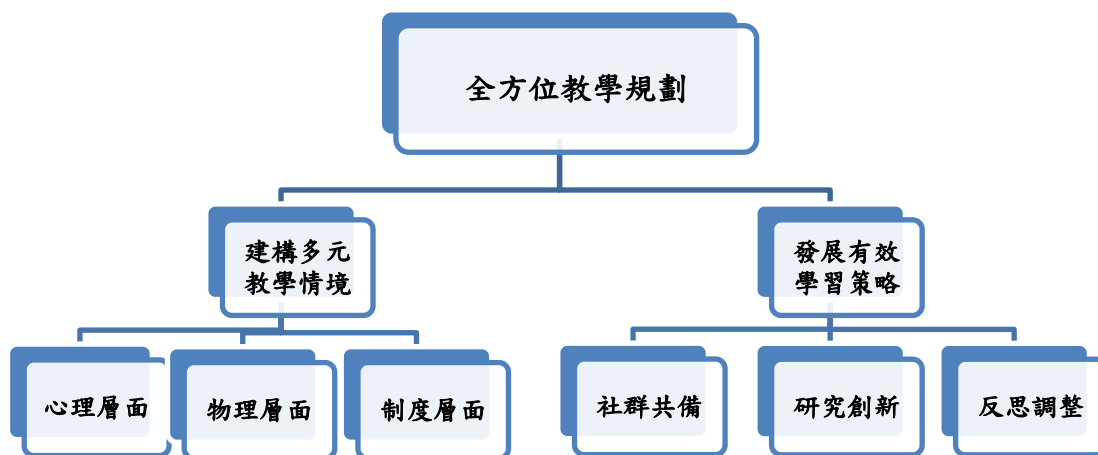 全方位教學規劃
建構多元
教學情境
發展有效
學習策略
心理層面
物理層面
制度層面
社群共備
研究創新
反思調整